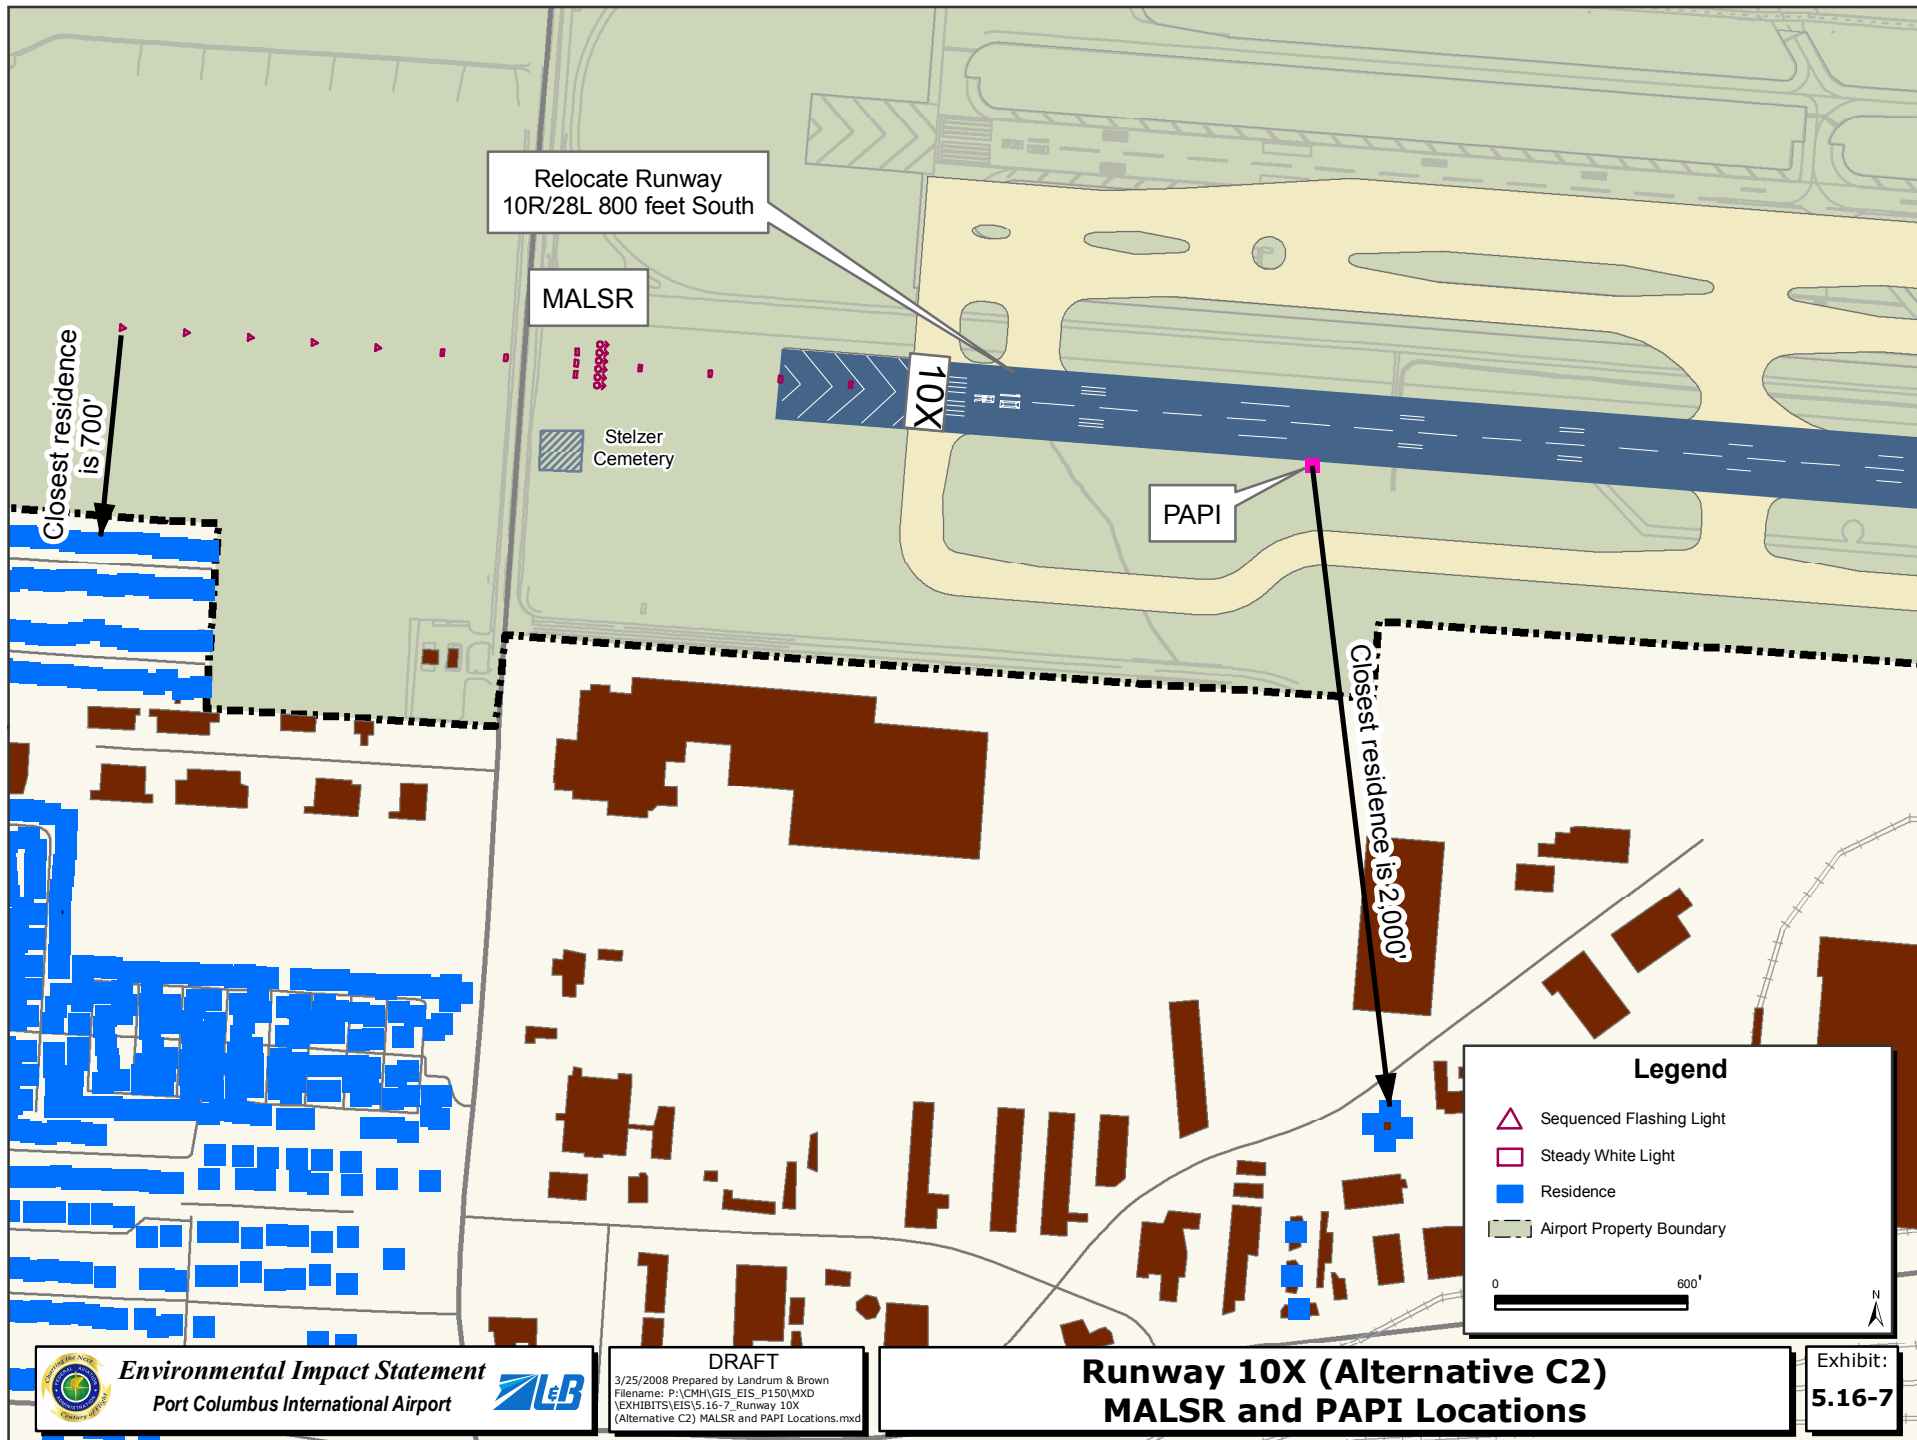 Relocate Runway
10R/28L 800 feet South
MALSR
Closest residence
is 700'
10X
Stelzer
Cemetery
PAPI
Closest residence is 2,000'
Legend
Sequenced Flashing Light
Steady White Light
Residence
Airport Property Boundary
0
600'
N
Environmental Impact Statement
Port Columbus International Airport
L&B
DRAFT
3/25/2008 Prepared by Landrum & Brown
Filename: P:\CMH\GIS_EIS_P150\MXD
\EXHIBITS\EIS\5.16-7_Runway 10X
(Alternative C2) MALSR and PAPI Locations.mxd
Runway 10X (Alternative C2)
MALSR and PAPI Locations
Exhibit:
5.16-7